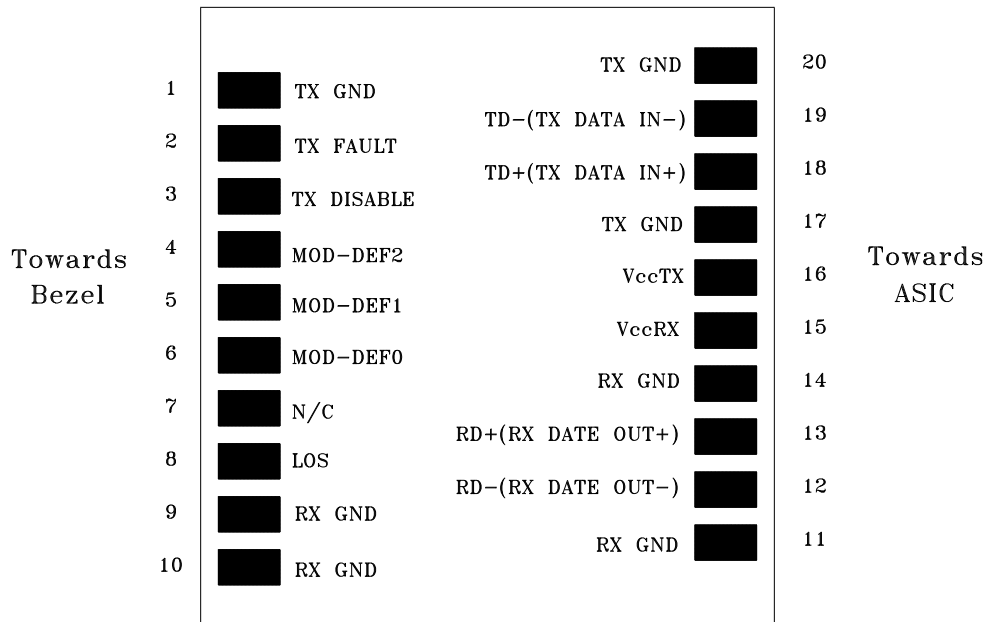 Towards
Bezel
1 TX GND
2 TX FAULT
3 TX DISABLE
4 MOD-DEF2
5 MOD-DEF1
6 MOD-DEF0
7 N/C
8 LOS
9 RX GND
10 RX GND
TX GND 20
TD-(TX DATA IN-) 19
TD+(TX DATA IN+) 18
TX GND 17
VccTX 16
VccRX 15
RX GND 14
RD+(RX DATE OUT+) 13
RD-(RX DATE OUT-) 12
RX GND 11
Towards
ASIC